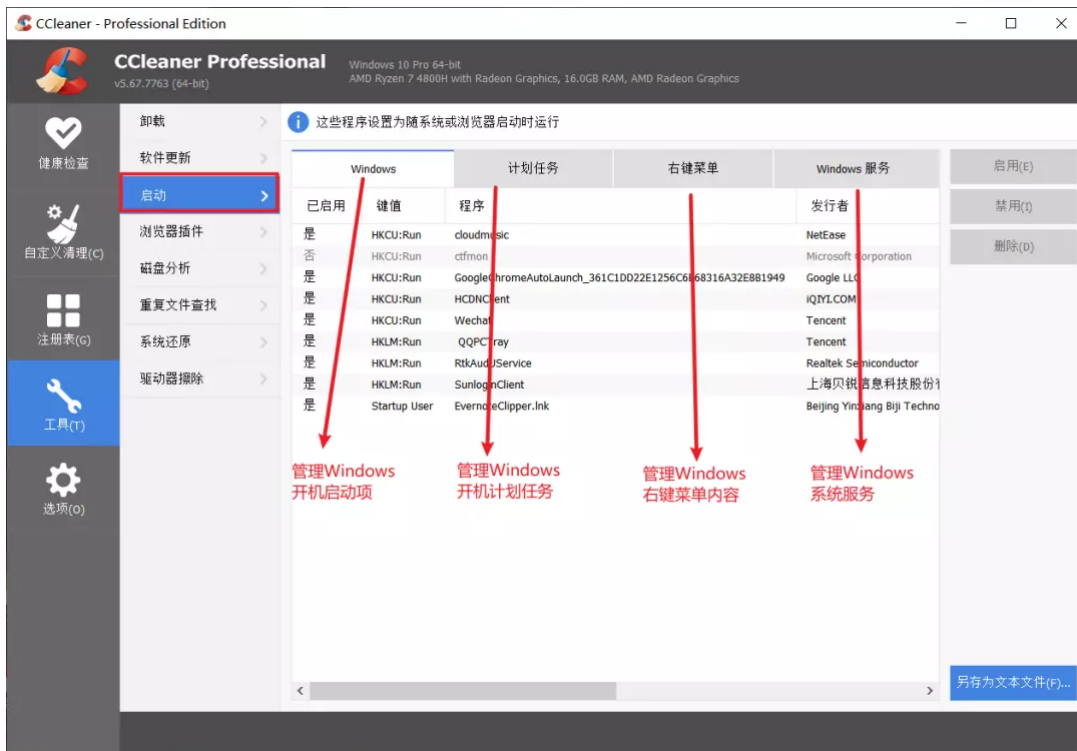 CCleaner - Professional Edition
CCleaner Professional
v5.67.7763 (64-bit)
Windows 10 Pro 64-bit
AMD Ryzen 7 4800H with Radeon Graphics, 16.0GB RAM, AMD Radeon Graphics
健康检查
自定义清理(C)
注册表(G)
工具(T)
选项(O)
卸载
软件更新
启动
浏览器插件
磁盘分析
重复文件查找
系统还原
驱动器擦除
这些程序设置为随系统或浏览器启动时运行
Windows 计划任务 右键菜单 Windows 服务
已启用 键值 程序 发行者
是 HKCU:Run cloudmusic NetEase
否 HKCU:Run ctfmon Microsoft Corporation
是 HKCU:Run GoogleChromeAutoLaunch_361C1DD22E1256C6E68316A32E8B1949 Google LLC
是 HKCU:Run HCDNClient iQIYI.COM
是 HKCU:Run Wechat Tencent
是 HKLM:Run QQPCTray Tencent
是 HKLM:Run RtkAudUService Realtek Semiconductor
是 HKLM:Run SunloginClient 上海贝锐信息科技股份
是 Startup User EvernoteClipper.lnk Beijing Yinxiang Biji Techno
管理Windows
开机启动项
管理Windows
开机计划任务
管理Windows
右键菜单内容
管理Windows
系统服务
启用(E)
禁用(I)
删除(D)
另存为文本文件(F)...